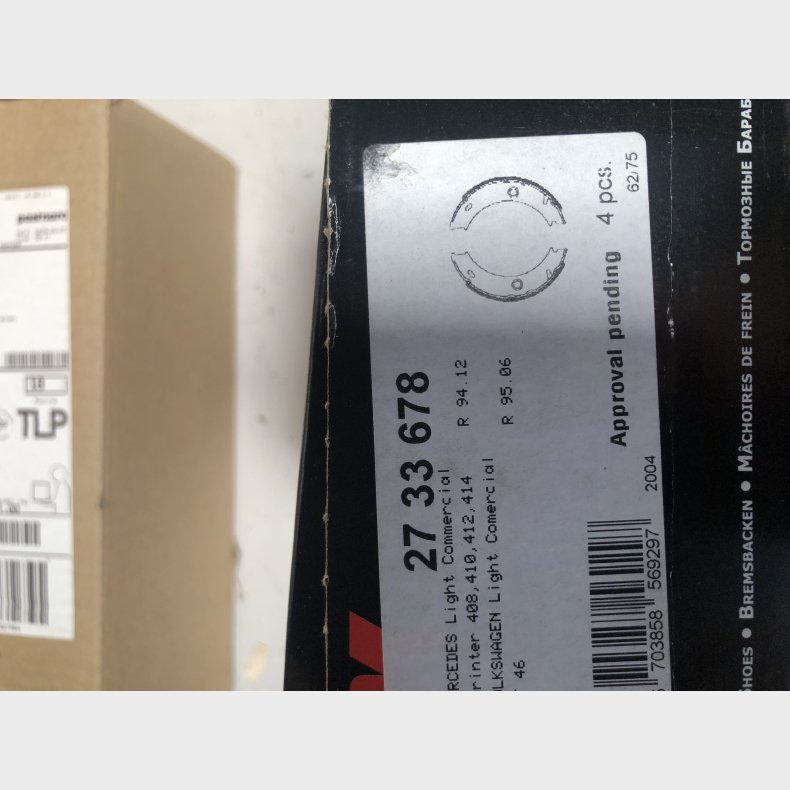 27 33 678
RCEDES Light Commercial
rinter 408,410,412,414 R 94.12
LKSWAGEN Light Comercial R 95.06
46
Approval pending 4 pcs.
62/75
703858 569297
2004
SHOES • BREMSBACKEN • MÂCHOIRES DE FREIN • ТОРМОЗНЫЕ БАРАБ
18
TLP